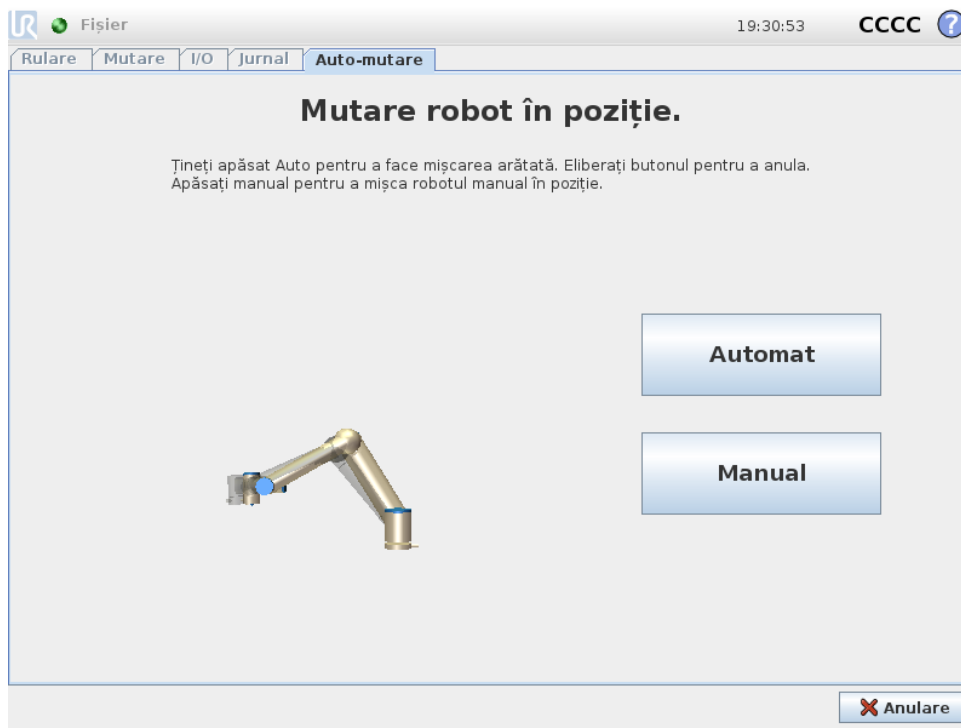 UR Fișier 19:30:53 CCCC ?
Rulare Mutare I/O Jurnal Auto-mutare
Mutare robot în poziție.
Țineți apăsat Auto pentru a face mișcarea arătată. Eliberați butonul pentru a anula.
Apăsați manual pentru a mișca robotul manual în poziție.
Automat
Manual
Anulare